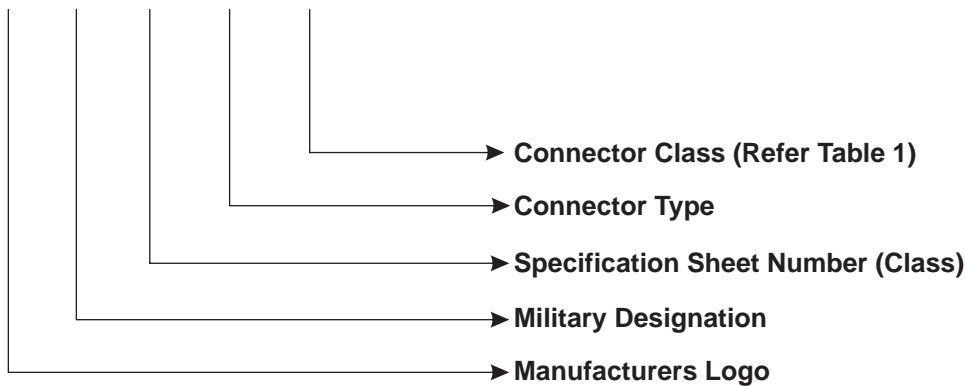 Connector Class (Refer Table 1)
Connector Type
Specification Sheet Number (Class)
Military Designation
Manufacturers Logo